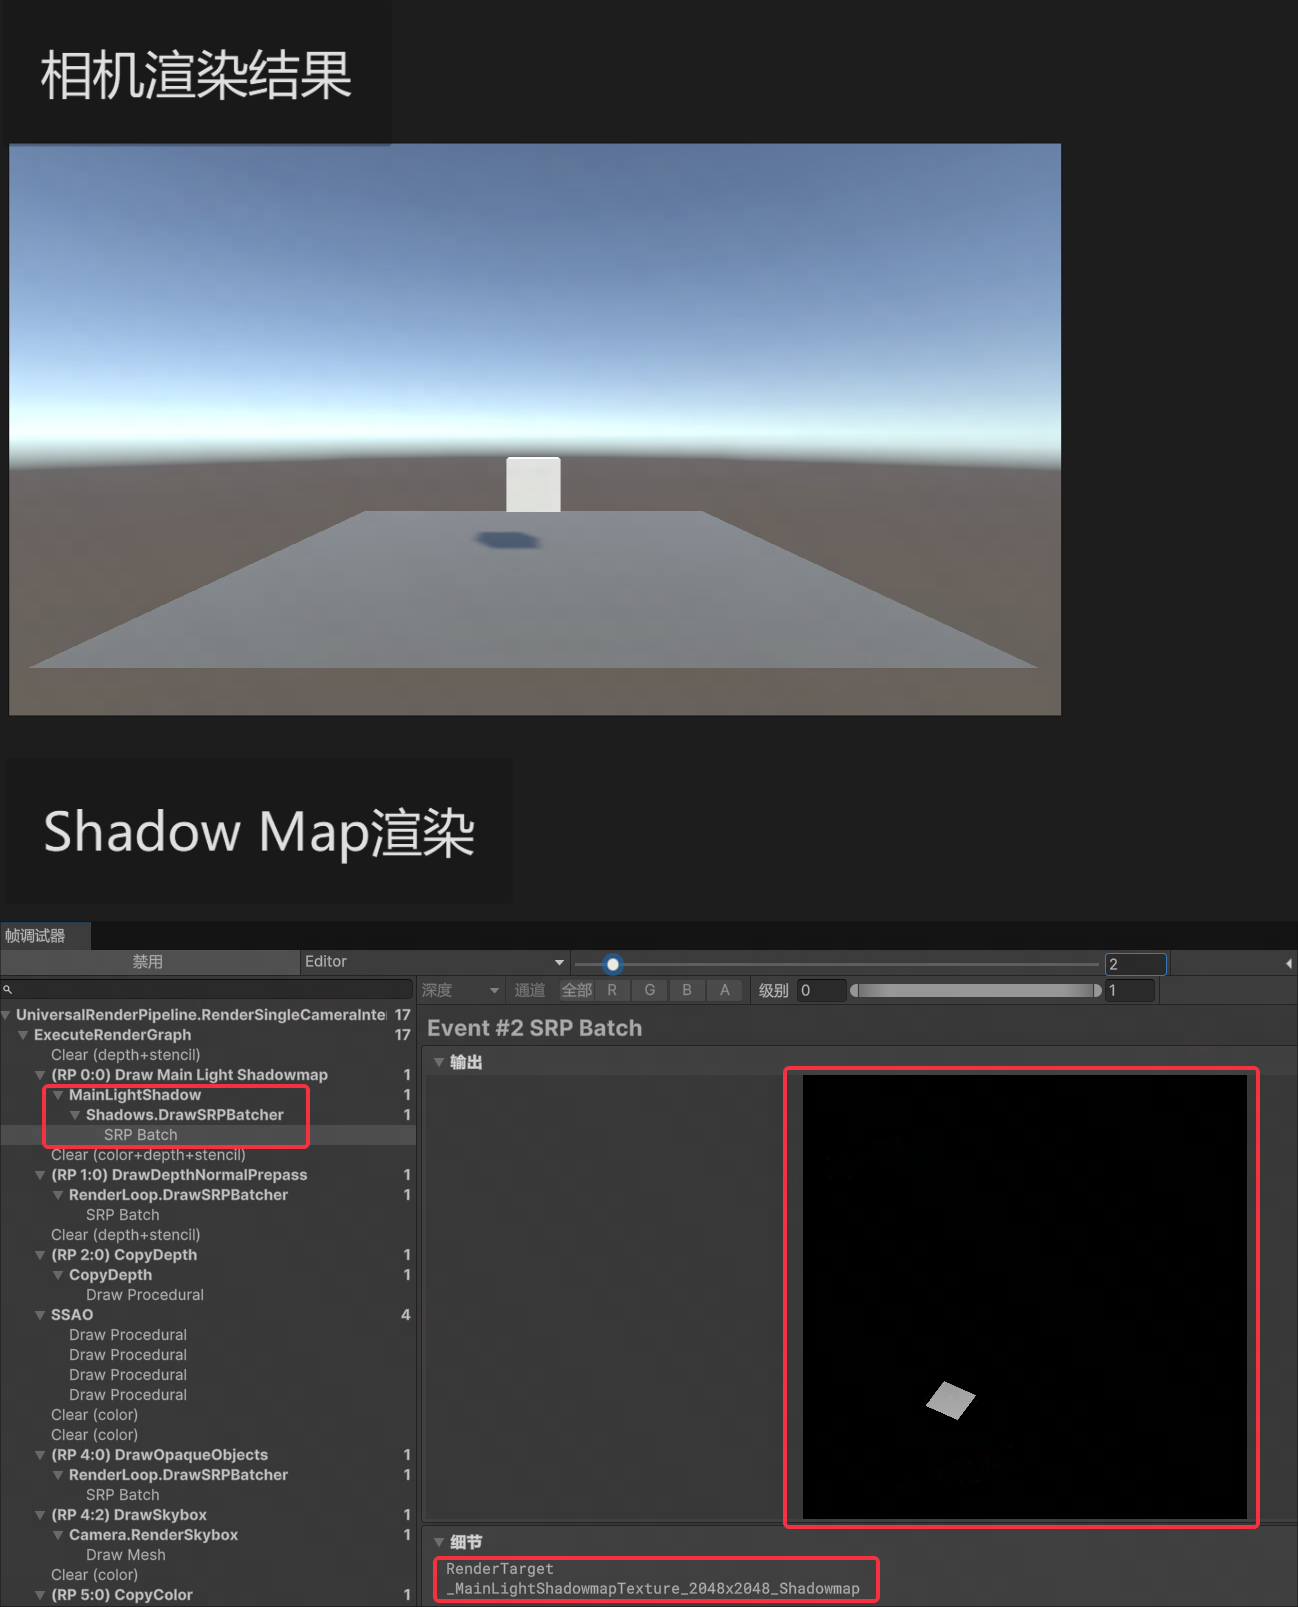 相机渲染结果
Shadow Map渲染
帧调试器
禁用
Editor
2
深度
通道
全部
R
G
B
A
级别
0
1
UniversalRenderPipeline.RenderSingleCameraInte 17
ExecuteRenderGraph 17
Clear (depth+stencil)
(RP 0:0) Draw Main Light Shadowmap 1
MainLightShadow 1
Shadows.DrawSRPBatcher 1
SRP Batch
Clear (color+depth+stencil)
(RP 1:0) DrawDepthNormalPrepass 1
RenderLoop.DrawSRPBatcher 1
SRP Batch
Clear (depth+stencil)
(RP 2:0) CopyDepth 1
CopyDepth 1
Draw Procedural
SSAO 4
Draw Procedural
Draw Procedural
Draw Procedural
Draw Procedural
Clear (color)
Clear (color)
(RP 4:0) DrawOpaqueObjects 1
RenderLoop.DrawSRPBatcher 1
SRP Batch
(RP 4:2) DrawSkybox 1
Camera.RenderSkybox 1
Draw Mesh
Clear (color)
(RP 5:0) CopyColor 1
Event #2 SRP Batch
输出
细节
RenderTarget
_MainLightShadowmapTexture_2048x2048_Shadowmap